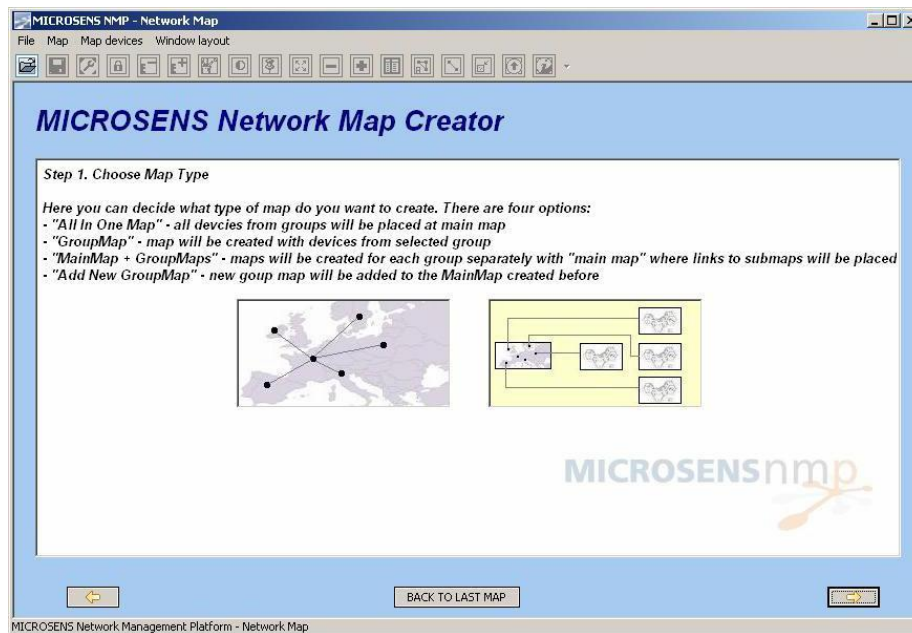 MICROSENS NMP - Network Map
File Map Map devices Window layout
MICROSENS Network Map Creator
Step 1. Choose Map Type
Here you can decide what type of map do you want to create. There are four options:
- "All In One Map" - all devcies from groups will be placed at main map
- "GroupMap" - map will be created with devices from selected group
- "MainMap + GroupMaps" - maps will be created for each group separately with "main map" where links to submaps will be placed
- "Add New GroupMap" - new goup map will be added to the MainMap created before
MICROSENSnmp
BACK TO LAST MAP
MICROSENS Network Management Platform - Network Map